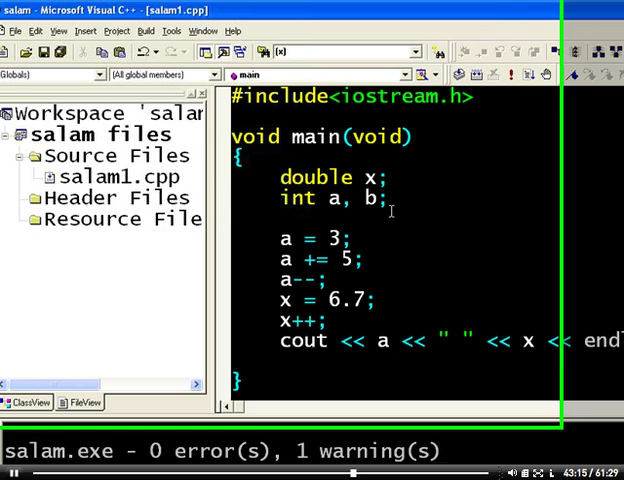 salam - Microsoft Visual C++ - [salam1.cpp]
File Edit View Insert Project Build Tools Window Help
Globals) (All global members) main
Workspace 'salam
salam files
Source Files
salam1.cpp
Header Files
Resource File
ClassView FileView
#include<iostream.h>
void main(void)
{
double x;
int a, b;
a = 3;
a += 5;
a--;
x = 6.7;
x++;
cout << a << " " << x << endl
}
salam.exe - 0 error(s), 1 warning(s)
43:15 / 61:29